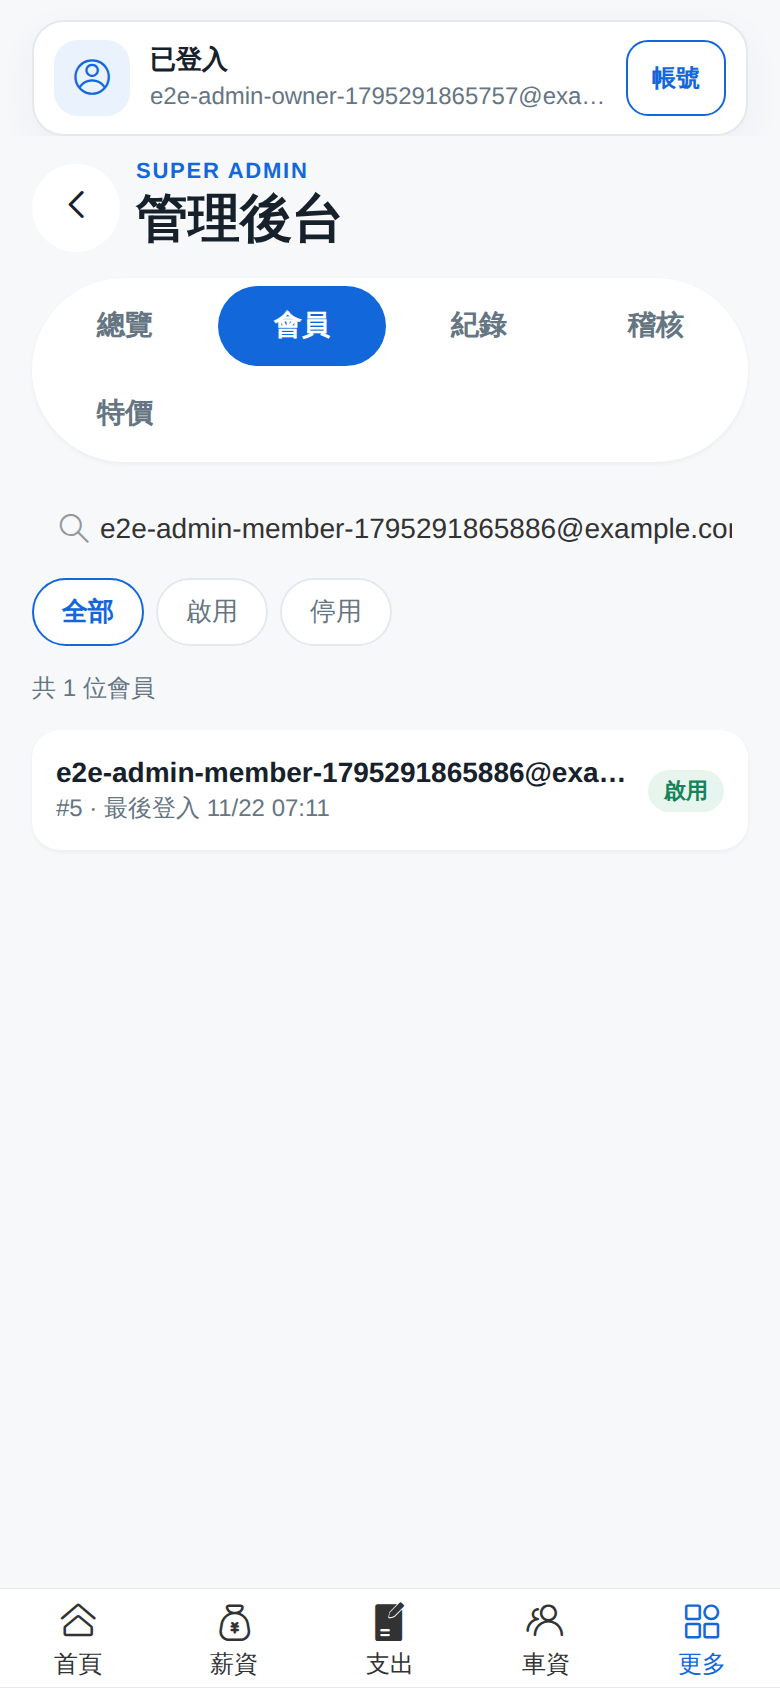 已登入
e2e-admin-owner-1795291865757@exa…
帳號
SUPER ADMIN
管理後台
總覽
會員
紀錄
稽核
特價
e2e-admin-member-1795291865886@example.co
全部
啟用
停用
共 1 位會員
e2e-admin-member-1795291865886@exa…
#5 · 最後登入 11/22 07:11
啟用
首頁
薪資
支出
車資
更多